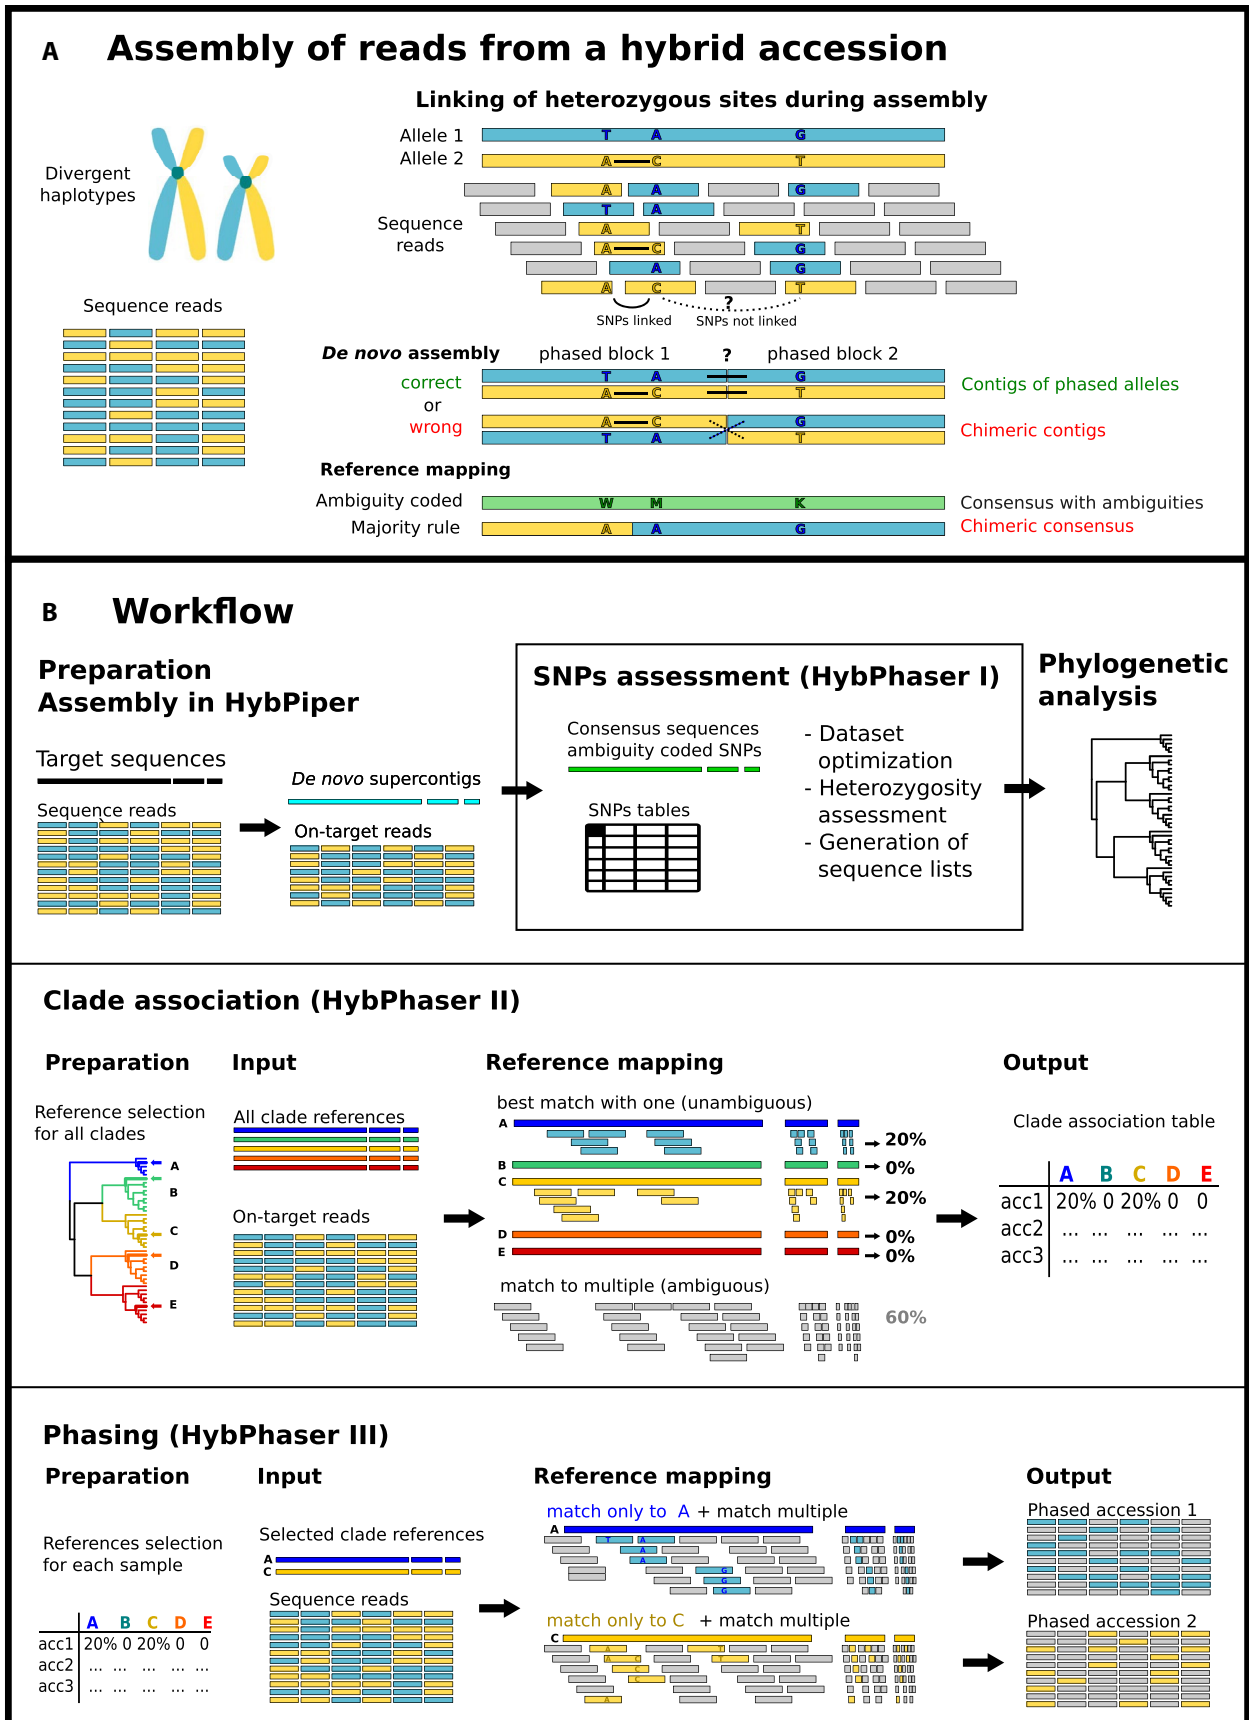 A Assembly of reads from a hybrid accession
Linking of heterozygous sites during assembly
Divergent
haplotypes
Allele 1 T A G
Allele 2 A C T
Sequence
reads
A A G
T A
A T
A C G
A G
A C T
?
SNPs linked SNPs not linked
Sequence reads
De novo assembly phased block 1 ? phased block 2
correct
or
wrong
T A G
A C T
Contigs of phased alleles
A C G
T A T
Chimeric contigs
Reference mapping
Ambiguity coded W M K Consensus with ambiguities
Majority rule A A G Chimeric consensus
B Workflow
Preparation
Assembly in HybPiper
Target sequences
Sequence reads
De novo supercontigs
On-target reads
SNPs assessment (HybPhaser I)
Consensus sequences
ambiguity coded SNPs
SNPs tables
- Dataset
optimization
- Heterozygosity
assessment
- Generation of
sequence lists
Phylogenetic
analysis
Clade association (HybPhaser II)
Preparation Input Reference mapping Output
Reference selection
for all clades
A
B
C
D
E
All clade references
On-target reads
best match with one (unambiguous)
A 20%
B 0%
C 20%
D 0%
E 0%
match to multiple (ambiguous)
60%
Clade association table
A B C D E
acc1 20% 0 20% 0 0
acc2 ... ... ... ... ...
acc3 ... ... ... ... ...
Phasing (HybPhaser III)
Preparation Input Reference mapping Output
References selection
for each sample
A B C D E
acc1 20% 0 20% 0 0
acc2 ... ... ... ... ...
acc3 ... ... ... ... ...
Selected clade references
A
C
Sequence reads
match only to A + match multiple
A
T A
A
A
G
G
G
match only to C + match multiple
C
A T
A C T
C
C
A
Phased accession 1
Phased accession 2